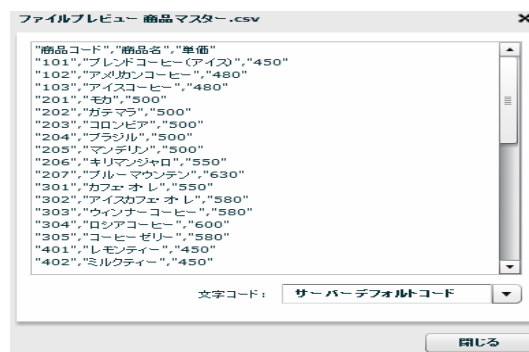 ファイルプレビュー 商品マスター.csv
"商品コード","商品名","単価"
"101","ブレンドコーヒー(アイス)","450"
"102","アメリカンコーヒー","480"
"103","アイスコーヒー","480"
"201","モカ","500"
"202","ガテマラ","500"
"203","コロンビア","500"
"204","ブラジル","500"
"205","マンデリン","500"
"206","キリマンジャロ","550"
"207","ブルーマウンテン","630"
"301","カフェ・オ・レ","550"
"302","アイスカフェ・オ・レ","580"
"303","ウィンナーコーヒー","580"
"304","ロシアコーヒー","600"
"305","コーヒーゼリー","580"
"401","レモンティー","450"
"402","ミルクティー","450"
文字コード: サーバーデフォルトコード
閉じる